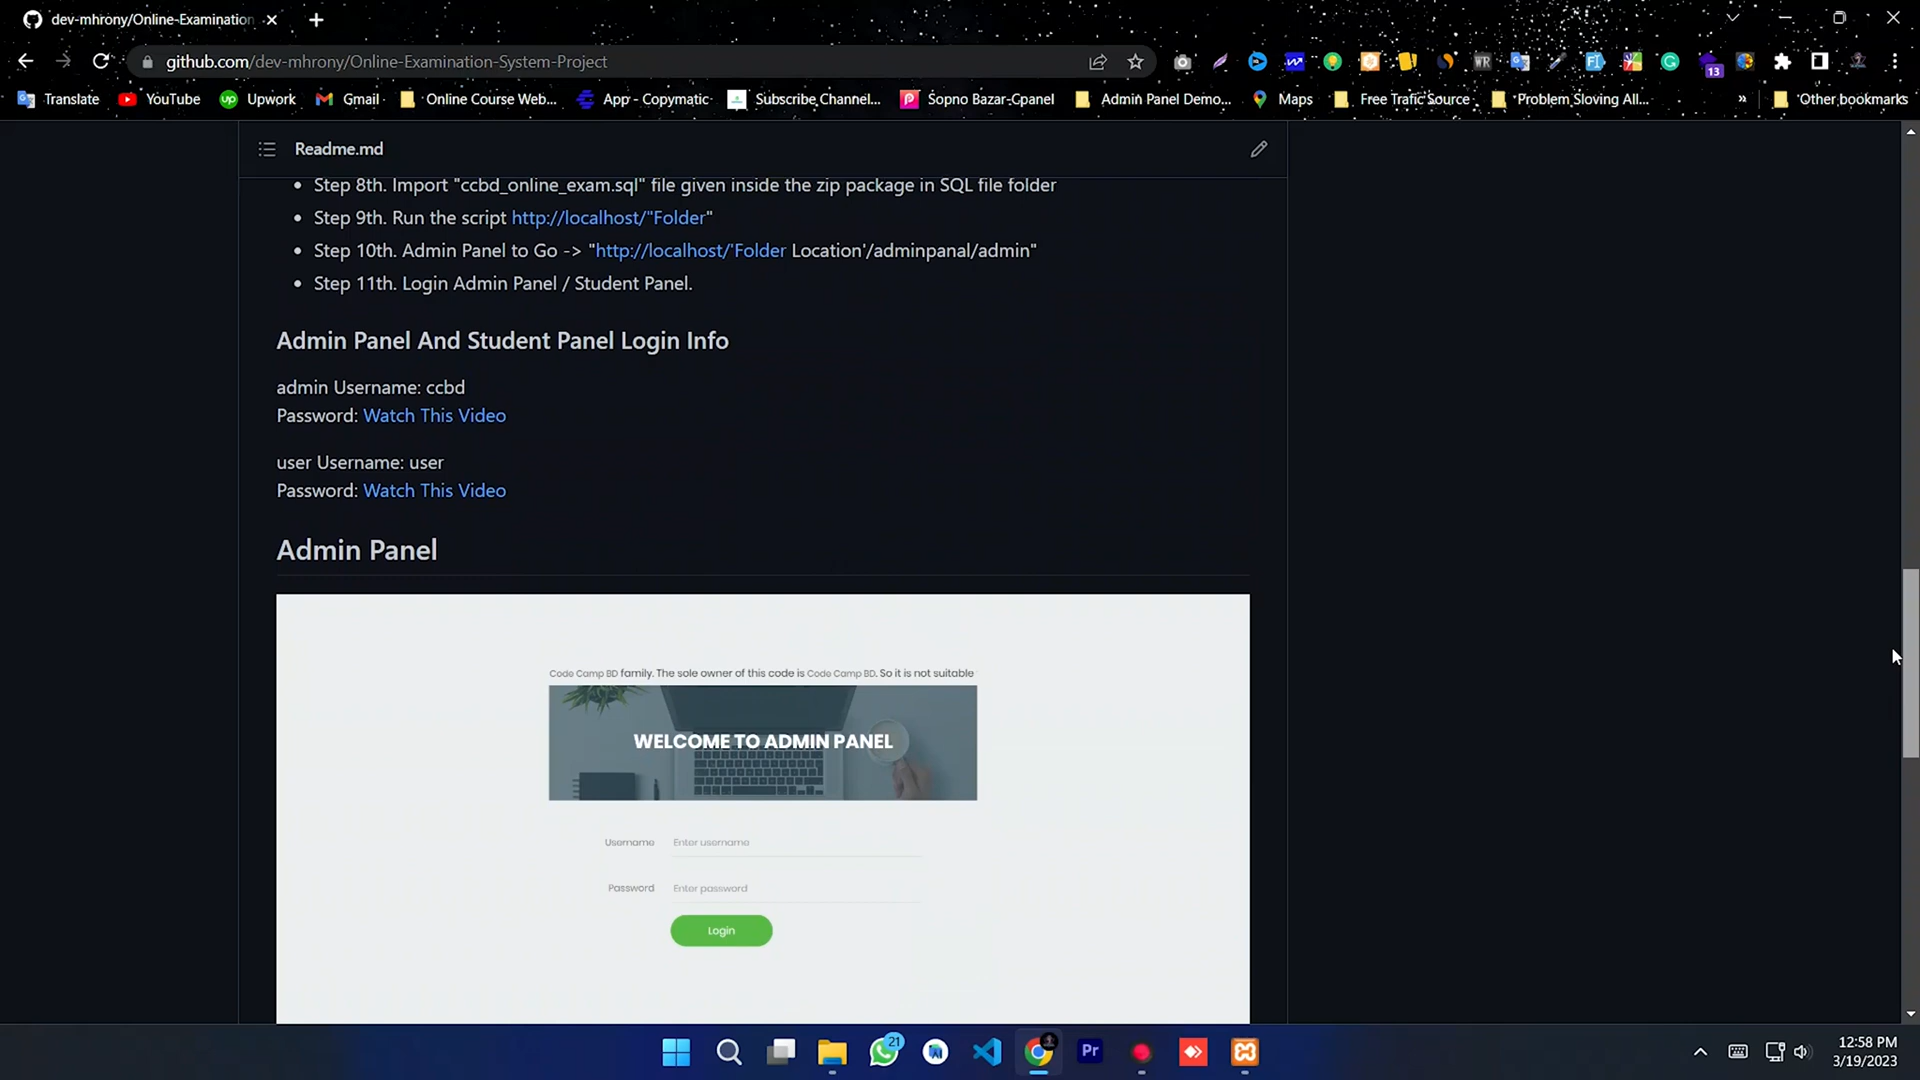 dev-mhrony/Online-Examination
github.com/dev-mhrony/Online-Examination-System-Project
13
Translate YouTube Upwork Gmail Online Course Web... App - Copymatic Subscribe Channel... Sopno Bazar-Cpanel Admin Panel Demo... Maps Free Trafic Source Problem Sloving All... » Other bookmarks
Readme.md
Step 8th. Import "ccbd_online_exam.sql" file given inside the zip package in SQL file folder
Step 9th. Run the script http://localhost/"Folder"
Step 10th. Admin Panel to Go -> "http://localhost/'Folder Location'/adminpanal/admin"
Step 11th. Login Admin Panel / Student Panel.
Admin Panel And Student Panel Login Info
admin Username: ccbd
Password: Watch This Video
user Username: user
Password: Watch This Video
Admin Panel
Code Camp BD family. The sole owner of this code is Code Camp BD. So it is not suitable
WELCOME TO ADMIN PANEL
Username Enter username
Password Enter password
Login
21
Pr
12:58 PM
3/19/2023